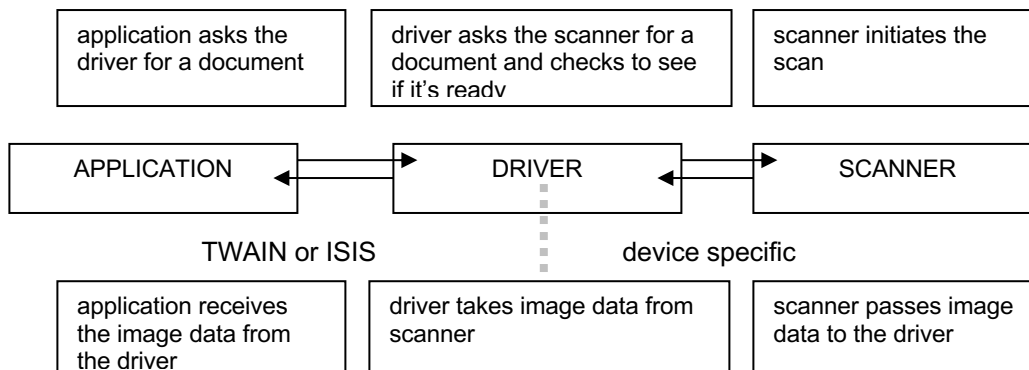 application asks the
driver for a document
driver asks the scanner for a
document and checks to see
if it's ready
scanner initiates the
scan
APPLICATION
DRIVER
SCANNER
TWAIN or ISIS
device specific
application receives
the image data from
the driver
driver takes image data from
scanner
scanner passes image
data to the driver